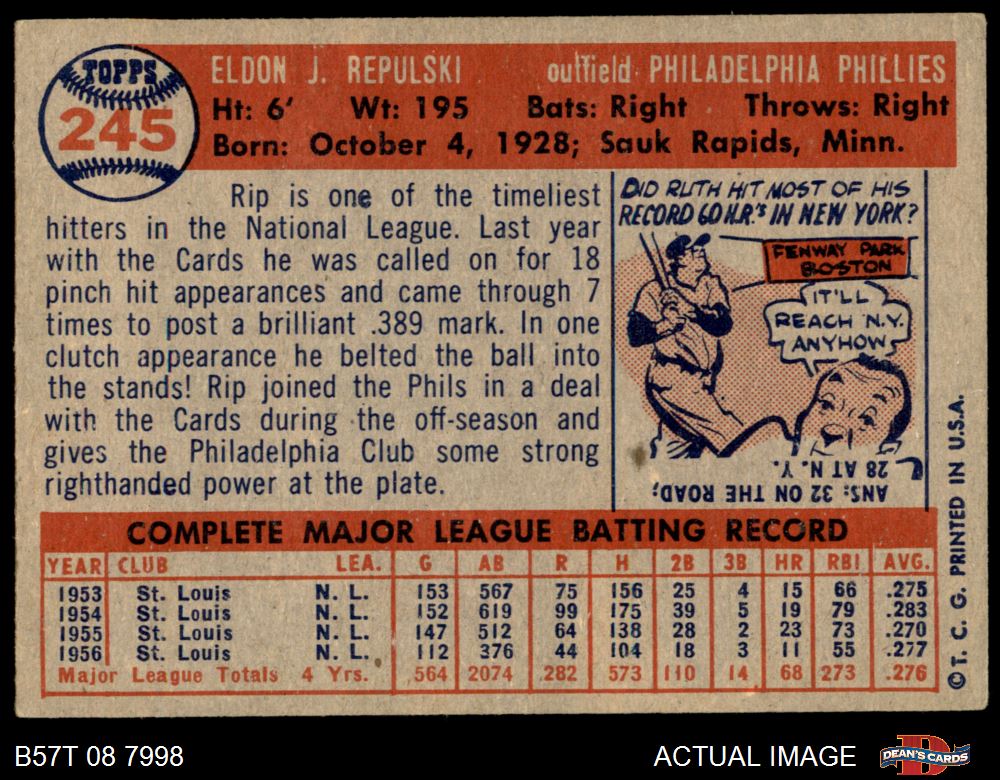 TOPPS
245
ELDON J. REPULSKI outfield PHILADELPHIA PHILLIES
Ht: 6' Wt: 195 Bats: Right Throws: Right
Born: October 4, 1928; Sauk Rapids, Minn.
Rip is one of the timeliest
hitters in the National League. Last year
with the Cards he was called on for 18
pinch hit appearances and came through 7
times to post a brilliant .389 mark. In one
clutch appearance he belted the ball into
the stands! Rip joined the Phils in a deal
with the Cards during the off-season and
gives the Philadelphia Club some strong
righthanded power at the plate.
DID RUTH HIT MOST OF HIS
RECORD 60 H.R.'S IN NEW YORK?
FENWAY PARK
BOSTON
IT'LL
REACH N.Y.
ANYHOW
ANS: 32 ON THE ROAD;
28 AT N.Y.
COMPLETE MAJOR LEAGUE BATTING RECORD
YEAR CLUB LEA. G AB R H 2B 3B HR RBI AVG.
1953 St. Louis N. L. 153 567 75 156 25 4 15 66 .275
1954 St. Louis N. L. 152 619 99 175 39 5 19 79 .283
1955 St. Louis N. L. 147 512 64 138 28 2 23 73 .270
1956 St. Louis N. L. 112 376 44 104 18 3 11 55 .277
Major League Totals 4 Yrs. 564 2074 282 573 110 14 68 273 .276
© T. C. G. PRINTED IN U.S.A.
B57T 08 7998
ACTUAL IMAGE
DEAN'S CARDS